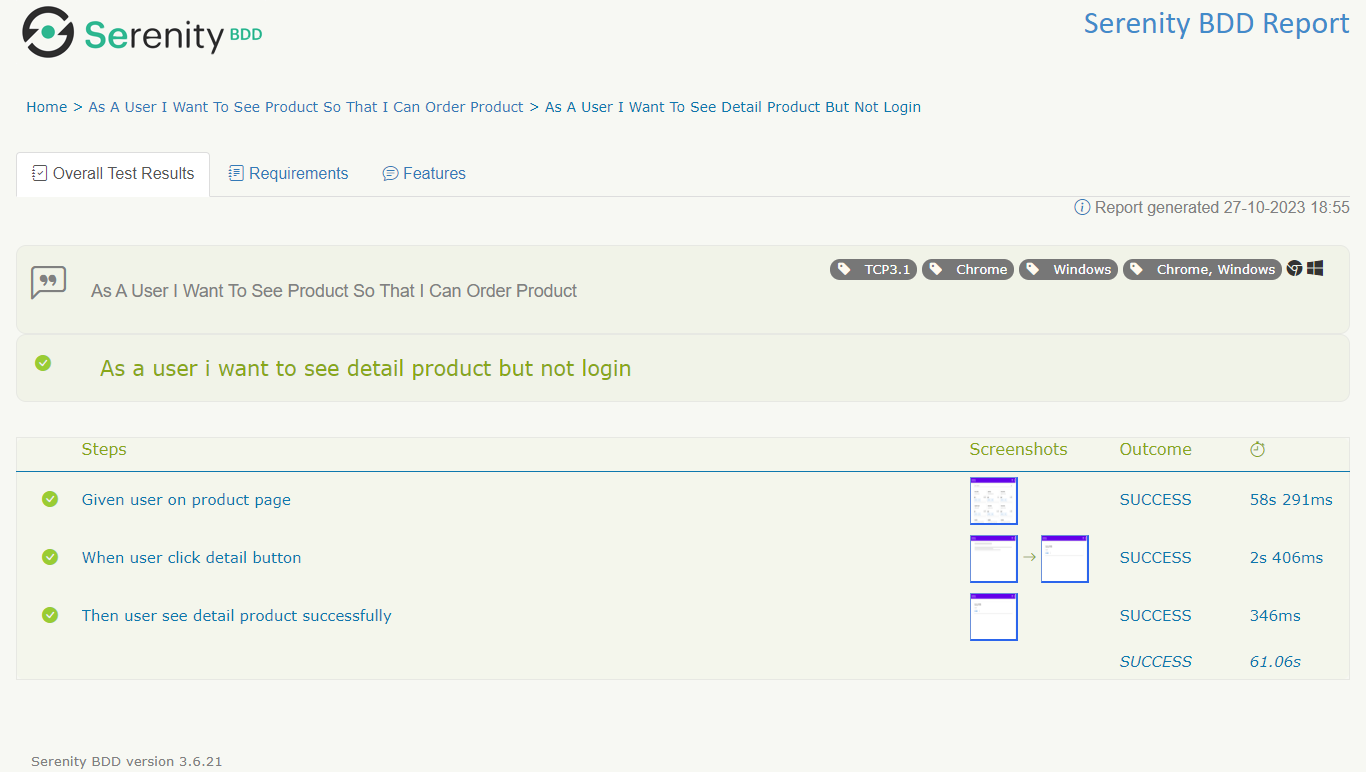 Serenity BDD
Serenity BDD Report
Home > As A User I Want To See Product So That I Can Order Product > As A User I Want To See Detail Product But Not Login
Overall Test Results Requirements Features
Report generated 27-10-2023 18:55
TCP3.1 Chrome Windows Chrome, Windows
As A User I Want To See Product So That I Can Order Product
As a user i want to see detail product but not login
Steps Screenshots Outcome
Given user on product page SUCCESS 58s 291ms
When user click detail button → SUCCESS 2s 406ms
Then user see detail product successfully SUCCESS 346ms
SUCCESS 61.06s
Serenity BDD version 3.6.21